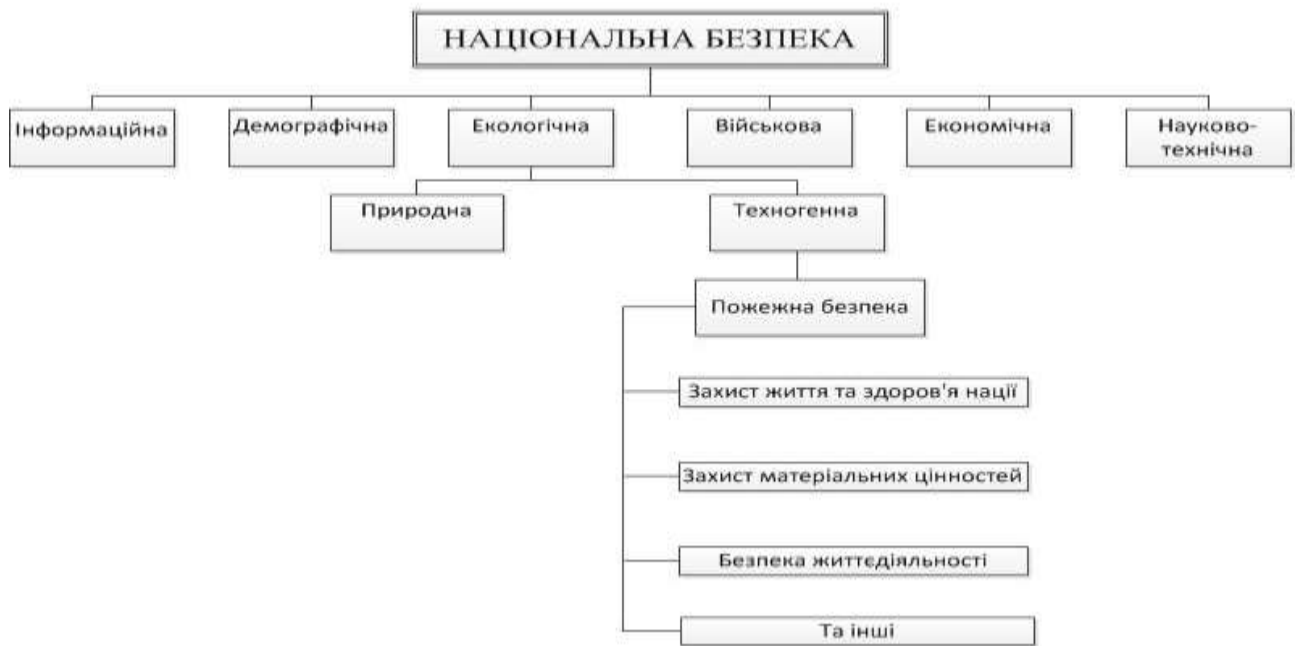 НАЦІОНАЛЬНА БЕЗПЕКА
Інформаційна
Демографічна
Екологічна
Військова
Економічна
Науково-
технічна
Природна
Техногенна
Пожежна безпека
Захист життя та здоров'я нації
Захист матеріальних цінностей
Безпека життєдіяльності
Та інші